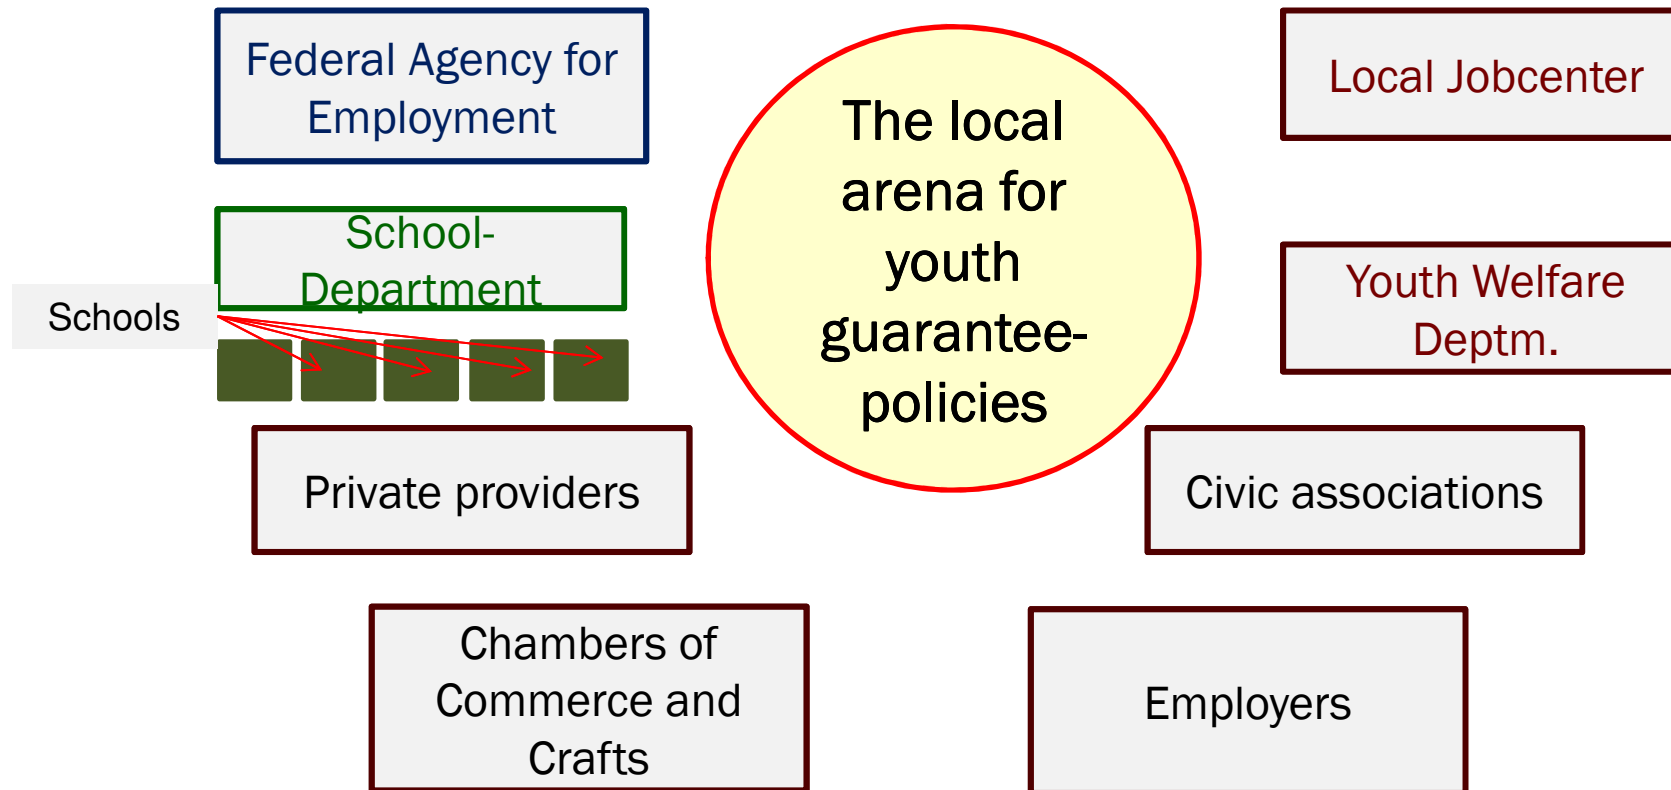 Federal Agency for
Employment
The local
arena for
youth
guarantee-
policies
Local Jobcenter
School-
Department
Youth Welfare
Deptm.
Schools
Private providers
Civic associations
Chambers of
Commerce and
Crafts
Employers